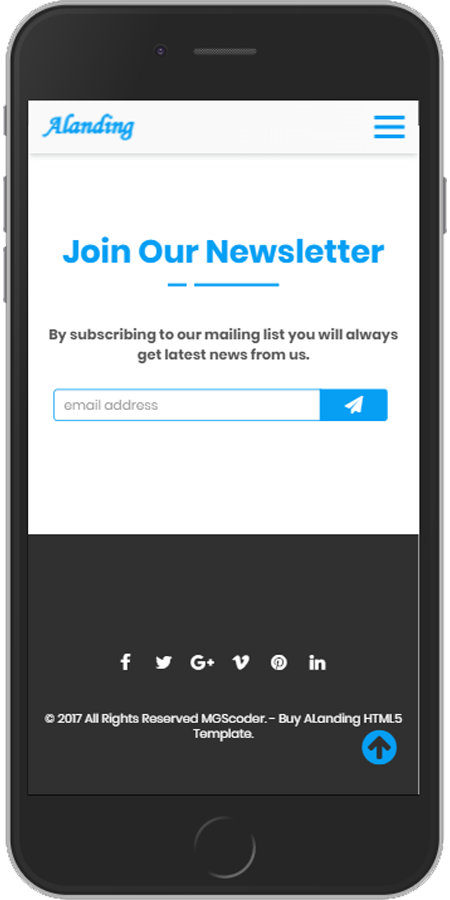 Alanding
Join Our Newsletter
By subscribing to our mailing list you will always
get latest news from us.
email address
© 2017 All Rights Reserved MGScoder. - Buy ALanding HTML5
Template.